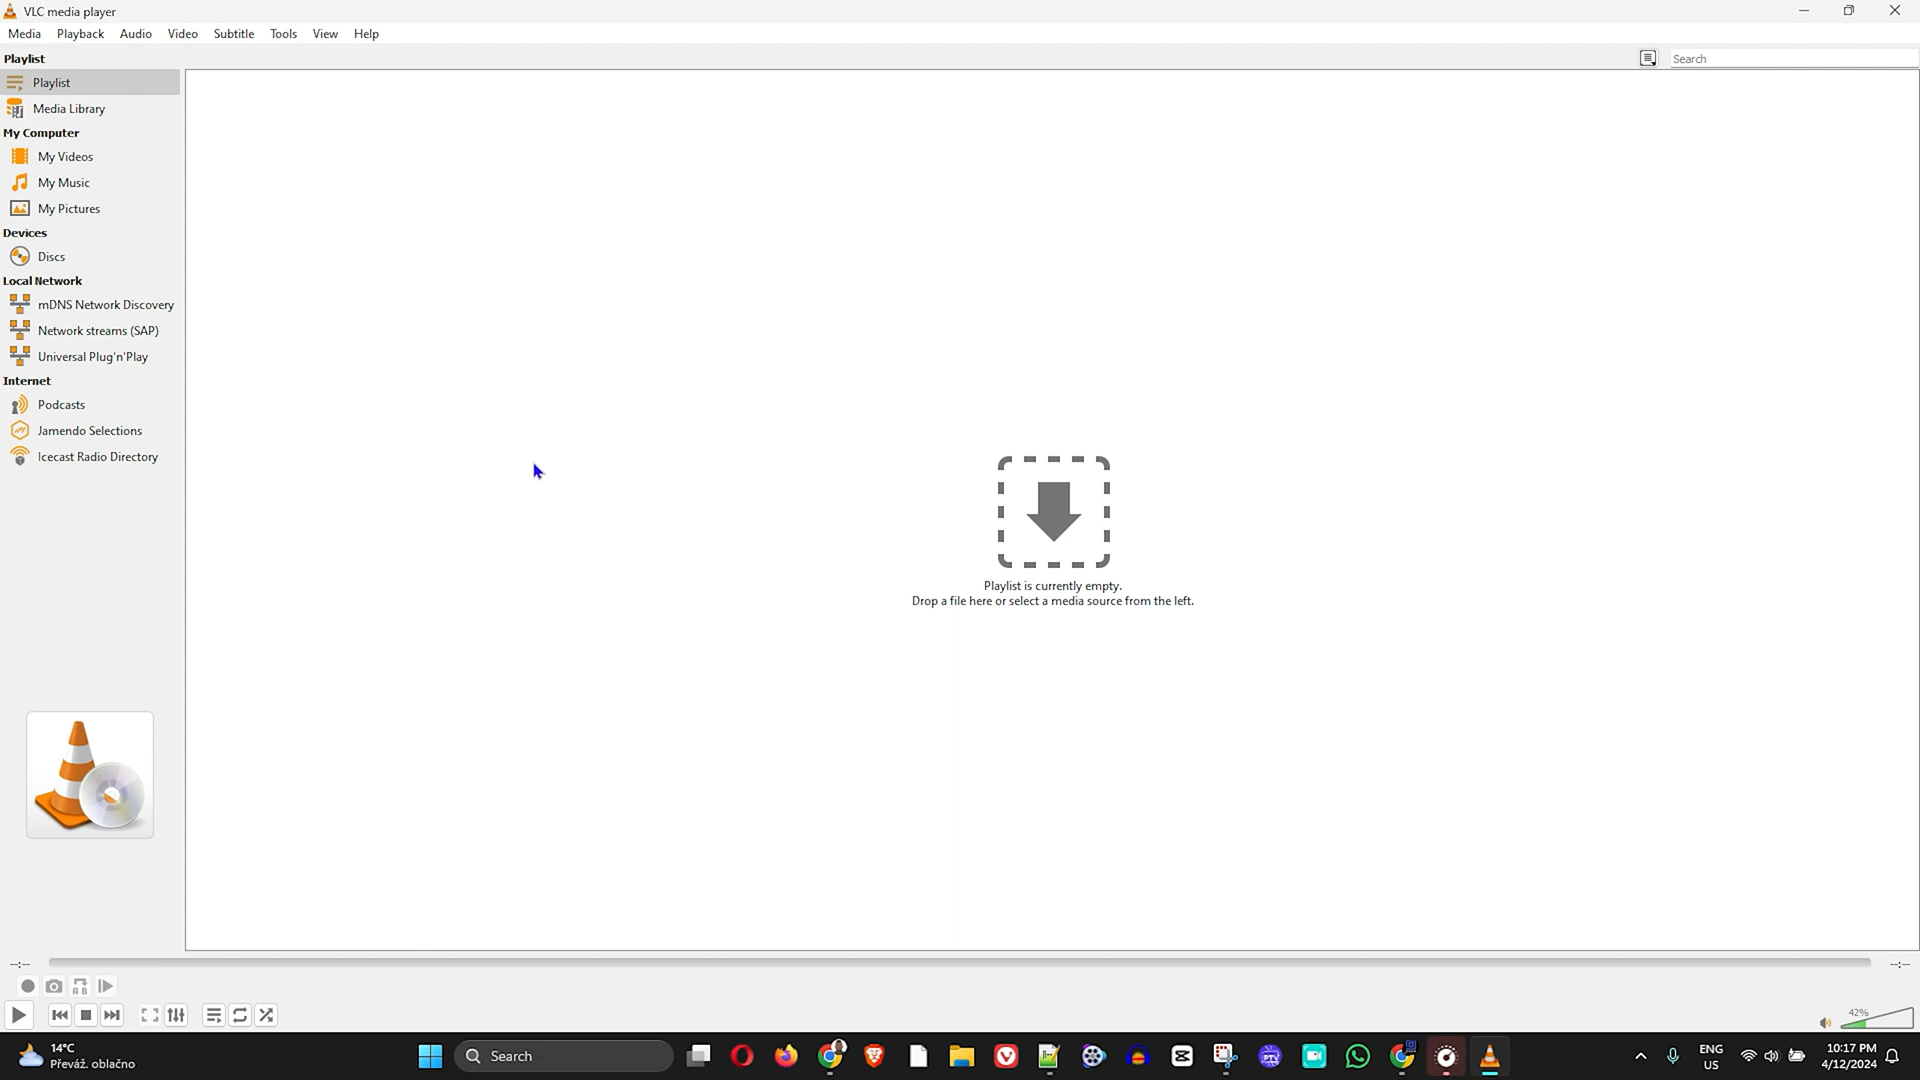 VLC media player
Media Playback Audio Video Subtitle Tools View Help
Playlist
Search
Playlist
Media Library
My Computer
My Videos
My Music
My Pictures
Devices
Discs
Local Network
mDNS Network Discovery
Network streams (SAP)
Universal Plug'n'Play
Internet
Podcasts
Jamendo Selections
Icecast Radio Directory
Playlist is currently empty.
Drop a file here or select a media source from the left.
--:-- --:--
42%
14°C
Převáž. oblačno
Search
ENG
US
10:17 PM
4/12/2024